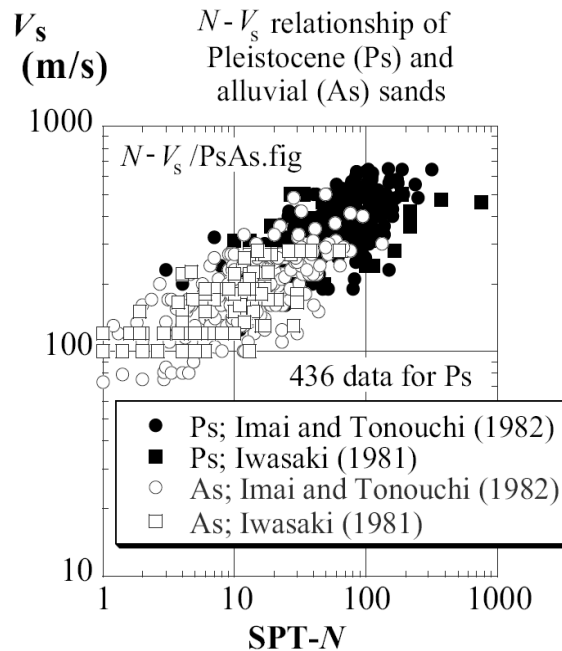 Vs
(m/s)
N-Vs relationship of
Pleistocene (Ps) and
alluvial (As) sands
1000
N-Vs/PsAs.fig
100
436 data for Ps
Ps; Imai and Tonouchi (1982)
Ps; Iwasaki (1981)
As; Imai and Tonouchi (1982)
As; Iwasaki (1981)
10
1 10 100 1000
SPT-N